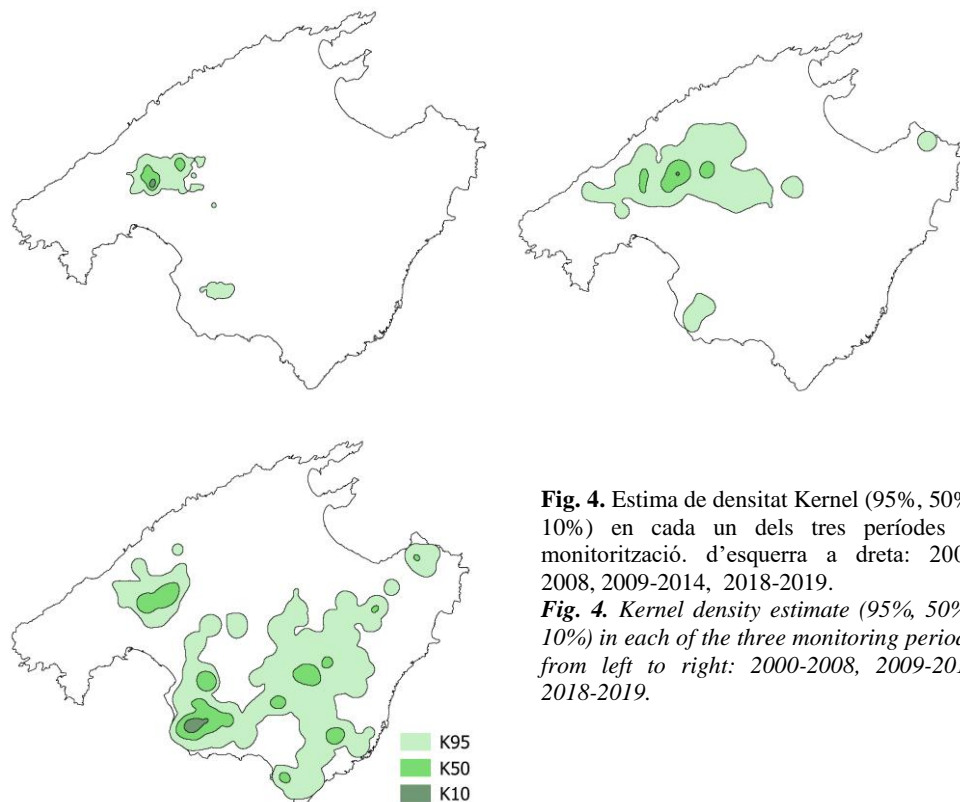 Fig. 4. Estima de densitat Kernel (95%, 50%
10%) en cada un dels tres períodes
monitorització. d'esquerra a dreta:
2008, 2009-2014, 2018-2019.
Fig. 4. Kernel density estimate (95%, 50%
10%) in each of the three monitoring
from left to right: 2000-2008,
2018-2019.
K95
K50
K10